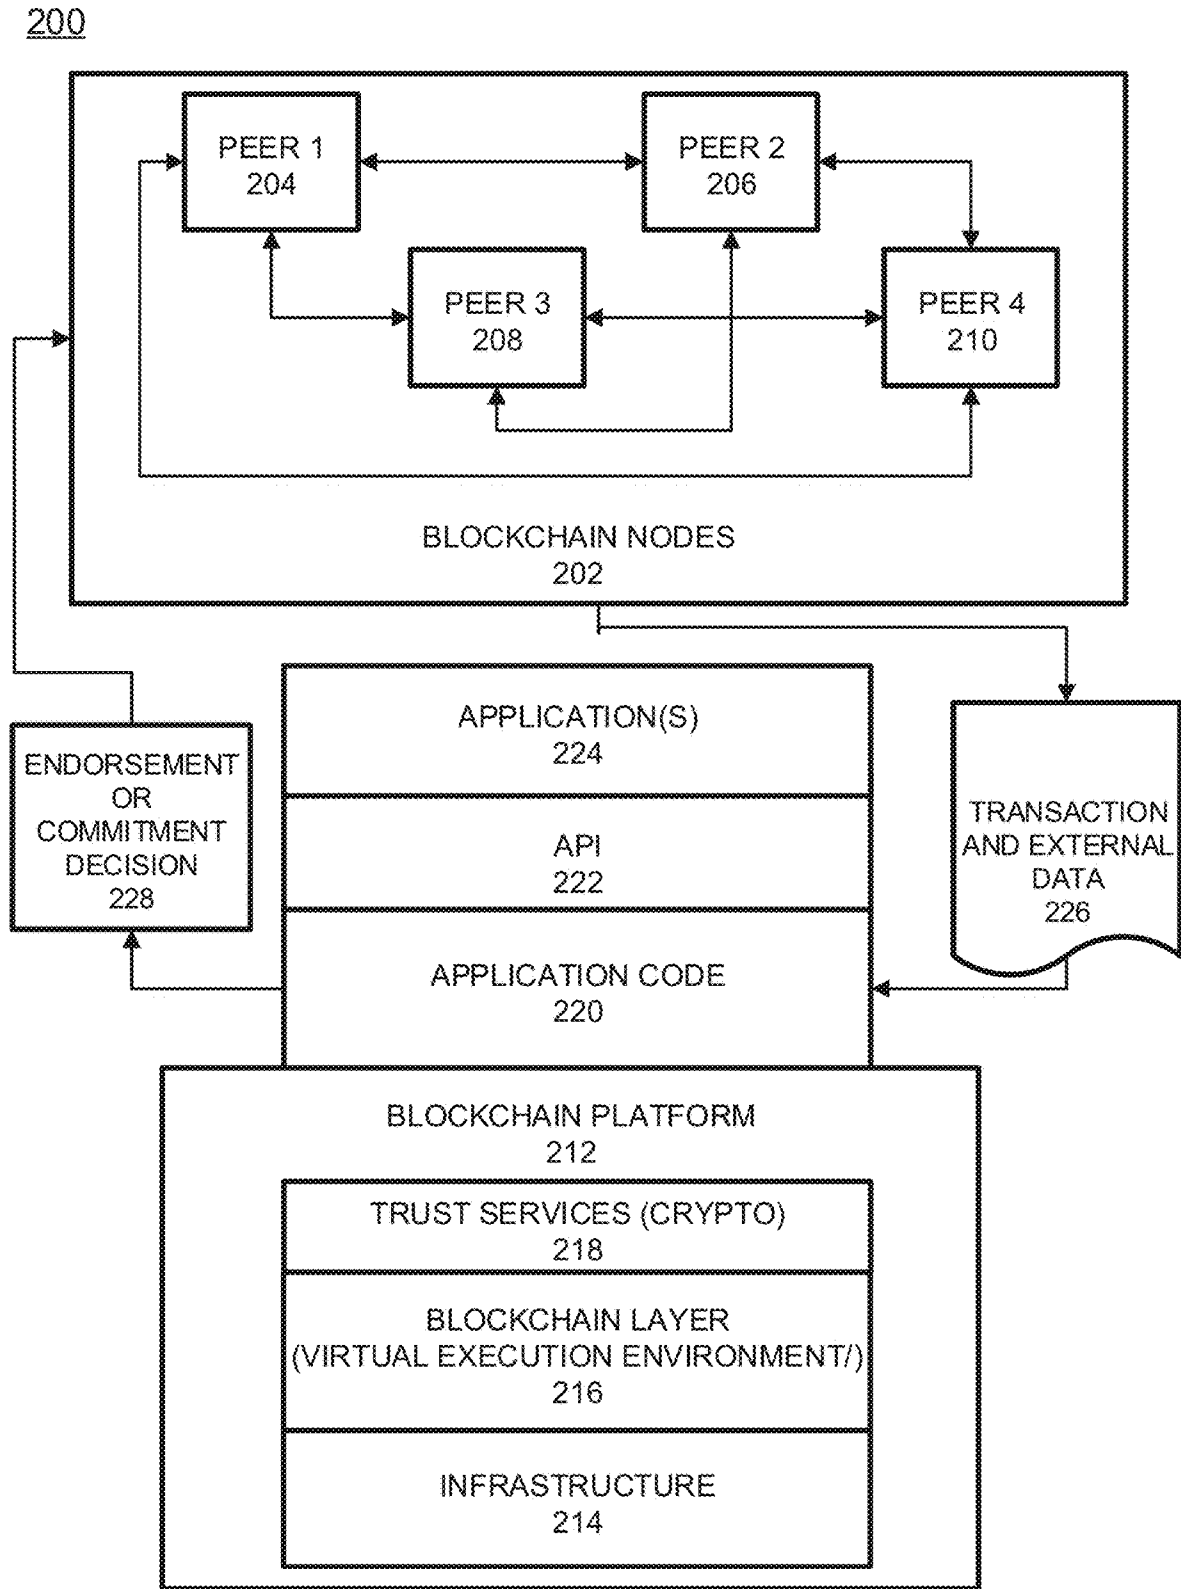 200
PEER 1
204
PEER 2
206
PEER 3
208
PEER 4
210
BLOCKCHAIN NODES
202
APPLICATION(S)
224
API
222
APPLICATION CODE
220
ENDORSEMENT
OR
COMMITMENT
DECISION
228
TRANSACTION
AND EXTERNAL
DATA
226
BLOCKCHAIN PLATFORM
212
TRUST SERVICES (CRYPTO)
218
BLOCKCHAIN LAYER
(VIRTUAL EXECUTION ENVIRONMENT/)
216
INFRASTRUCTURE
214